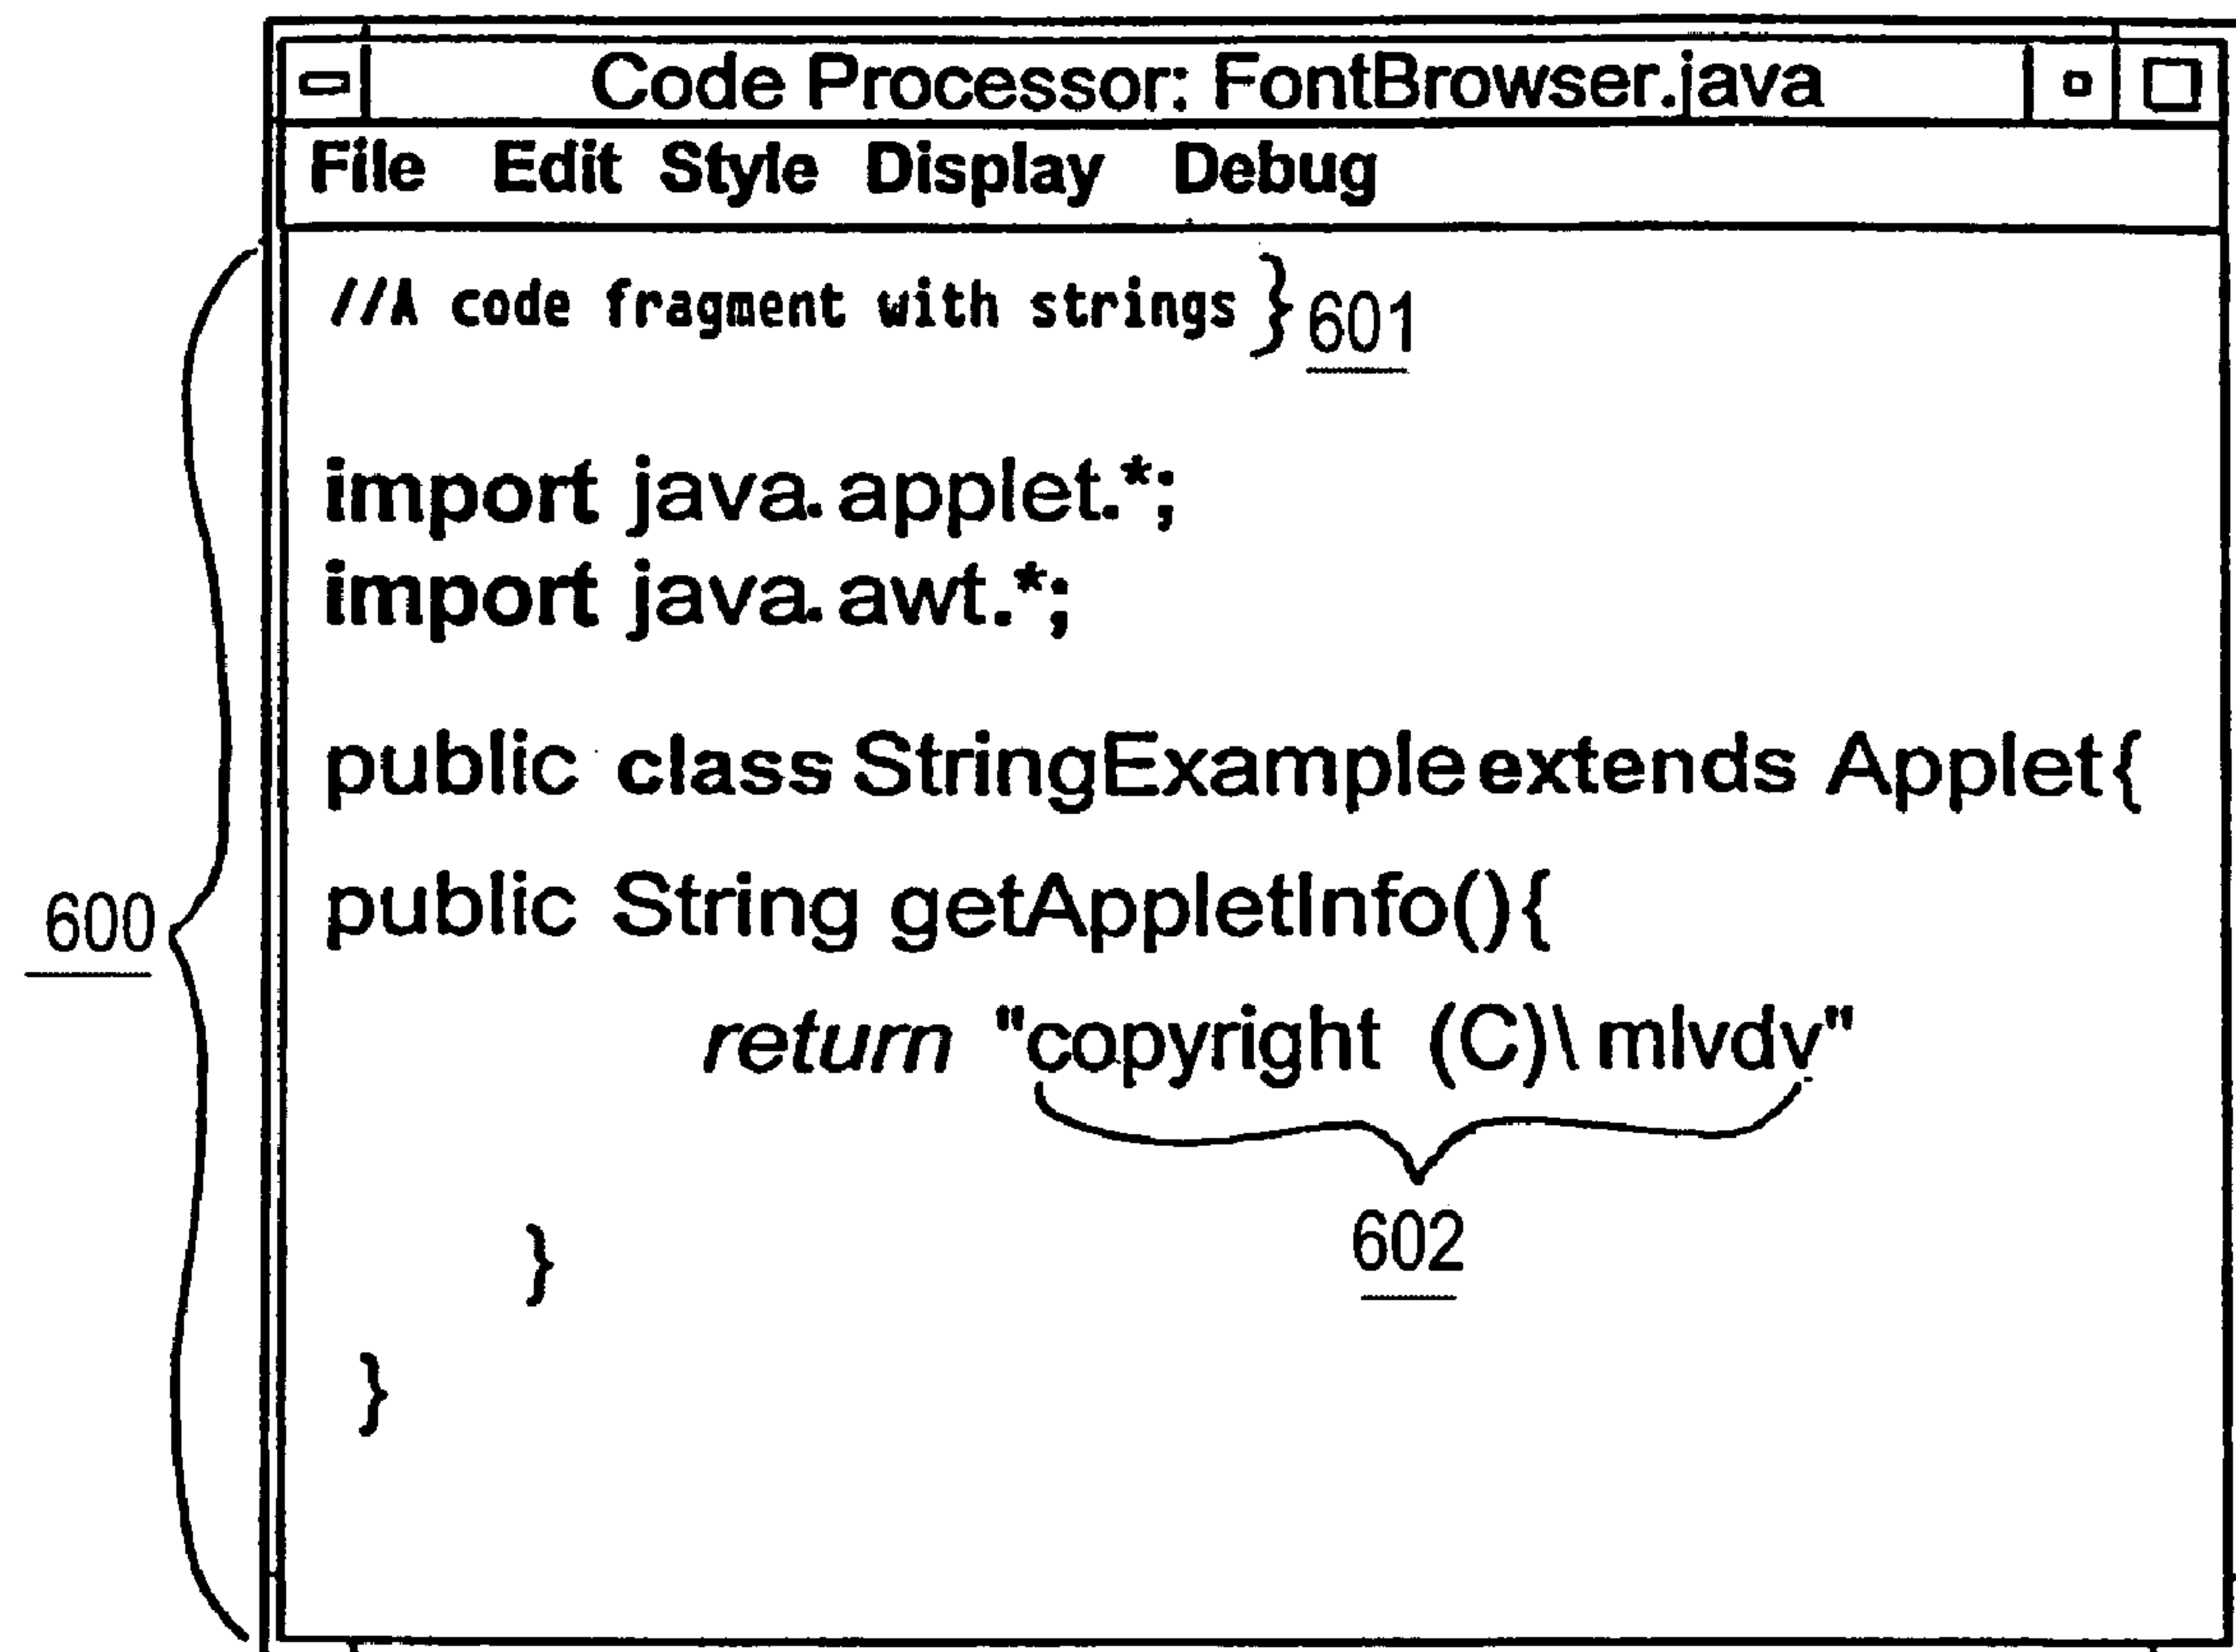 Code Processor: FontBrowser.java
File Edit Style Display Debug
//A code fragment with strings } 601
import java.applet.*;
import java.awt.*;
public class StringExample extends Applet{
600
public String getAppletInfo(){
return "copyright (C)\ mlvdv"
602
}
}